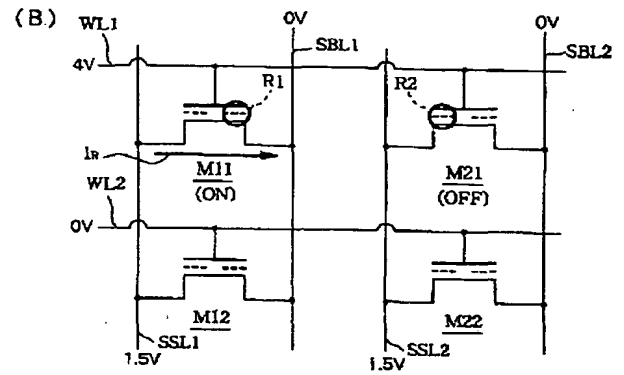 (B)
WL1
0V
0V
SBL1
SBL2
4V
R1
R2
IR
M11
(ON)
M21
(OFF)
WL2
0V
M12
M22
SSL1
SSL2
1.5V
1.5V